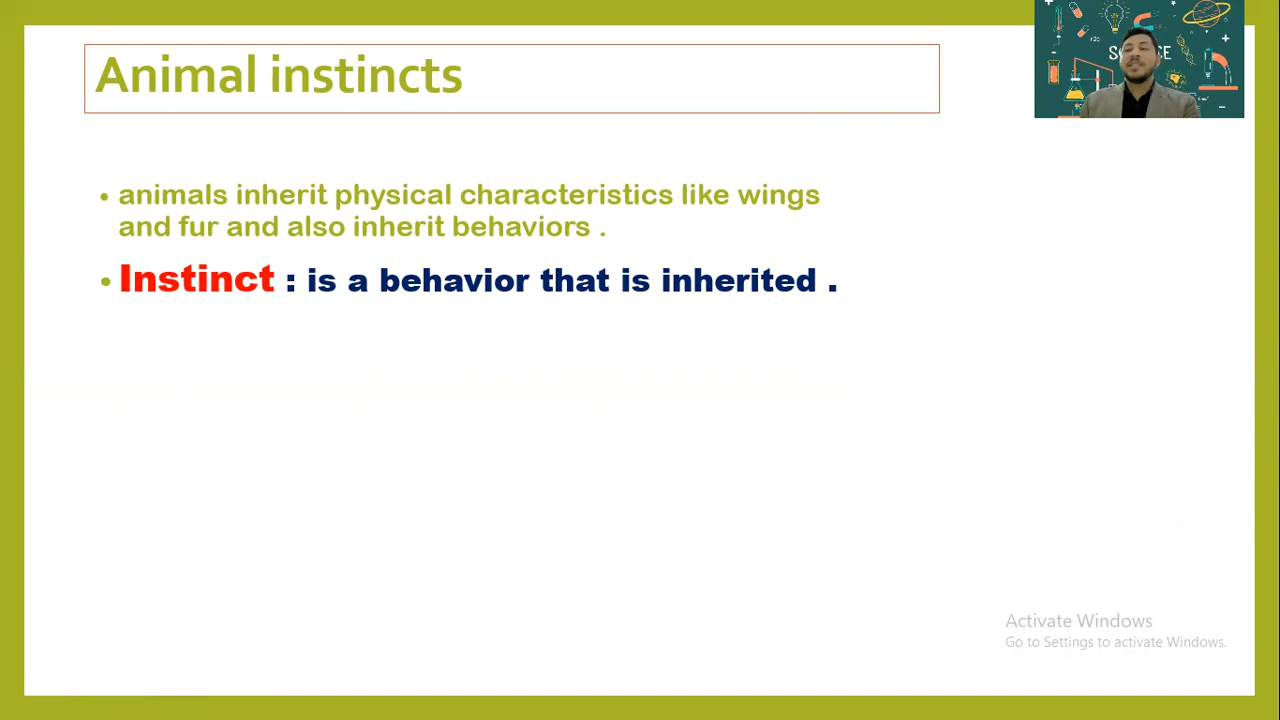 Animal instincts
• animals inherit physical characteristics like wings
and fur and also inherit behaviors .
• Instinct : is a behavior that is inherited .
Activate Windows
Go to Settings to activate Windows.